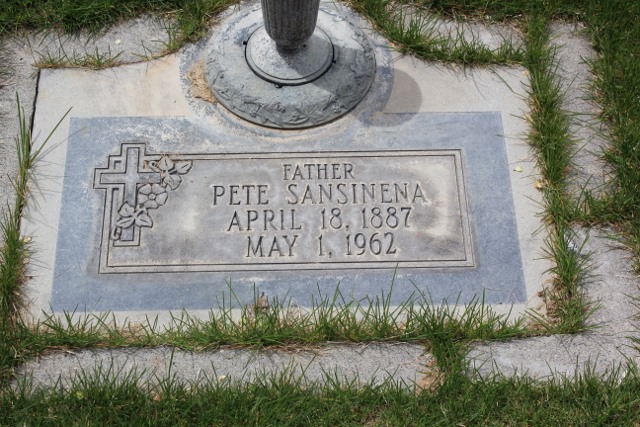 FATHER
PETE SANSINENA
APRIL 18, 1887
MAY 1, 1962